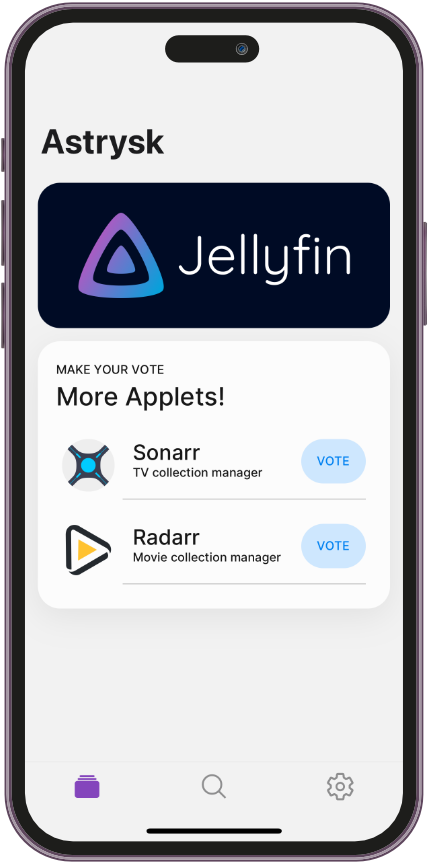 Astrysk
Jellyfin
MAKE YOUR VOTE
More Applets!
Sonarr
TV collection manager
VOTE
Radarr
Movie collection manager
VOTE